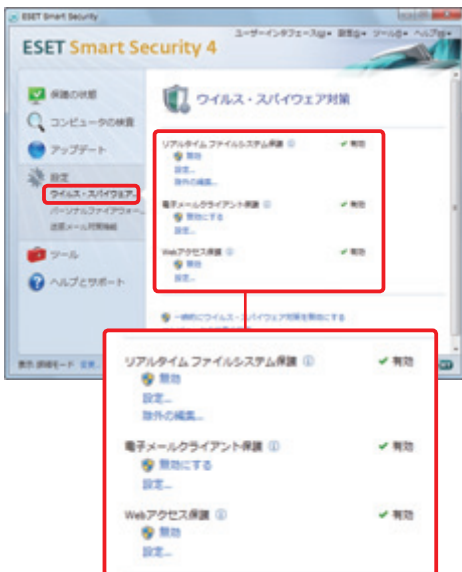 ESET Smart Security
ESET Smart Security 4
ユーザーインタフェース(U)▾ 設定(S)▾ ツール(L)▾ ヘルプ(P)▾
保護の状態
コンピュータの検査
アップデート
設定
ウイルス・スパイウェア...
パーソナルファイアウォー...
迷惑メール対策機能
ツール
ヘルプとサポート
表示:詳細モード 変更...
ウイルス・スパイウェア対策
リアルタイム ファイルシステム保護 有効
無効
設定...
除外の編集...
電子メールクライアント保護 有効
無効にする
設定...
Webアクセス保護 有効
無効
設定...
一時的にウイルス・スパイウェア対策を無効にする
リアルタイム ファイルシステム保護 有効
無効
設定...
除外の編集...
電子メールクライアント保護 有効
無効にする
設定...
Webアクセス保護 有効
無効
設定...